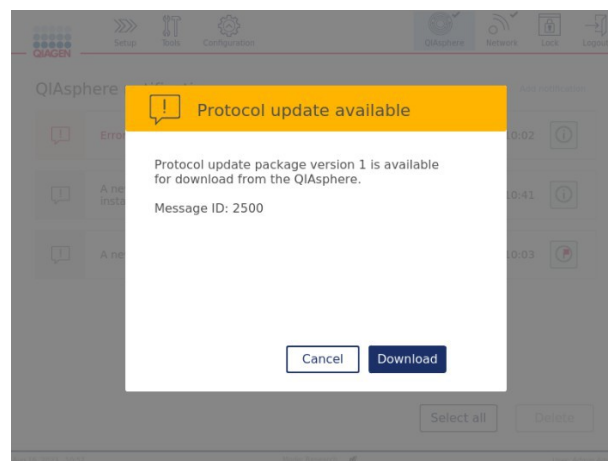 QIAGEN
Setup
Tools
Configuration
QIAsphere
Network
Lock
Logout
QIAsphere
Protocol update available
Erro
10:02
Protocol update package version 1 is available
for download from the QIAsphere.
Message ID: 2500
A ne
insta
10:41
A ne
10:03
Cancel
Download
Select all
Delete